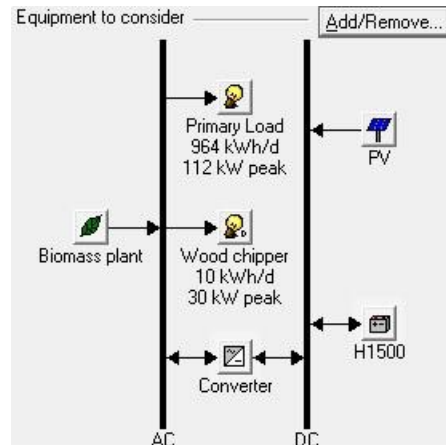 Equipment to consider
Add/Remove...
Primary Load
964 kWh/d
112 kW peak
PV
Biomass plant
Wood chipper
10 kWh/d
30 kW peak
H1500
Converter
AC
DC